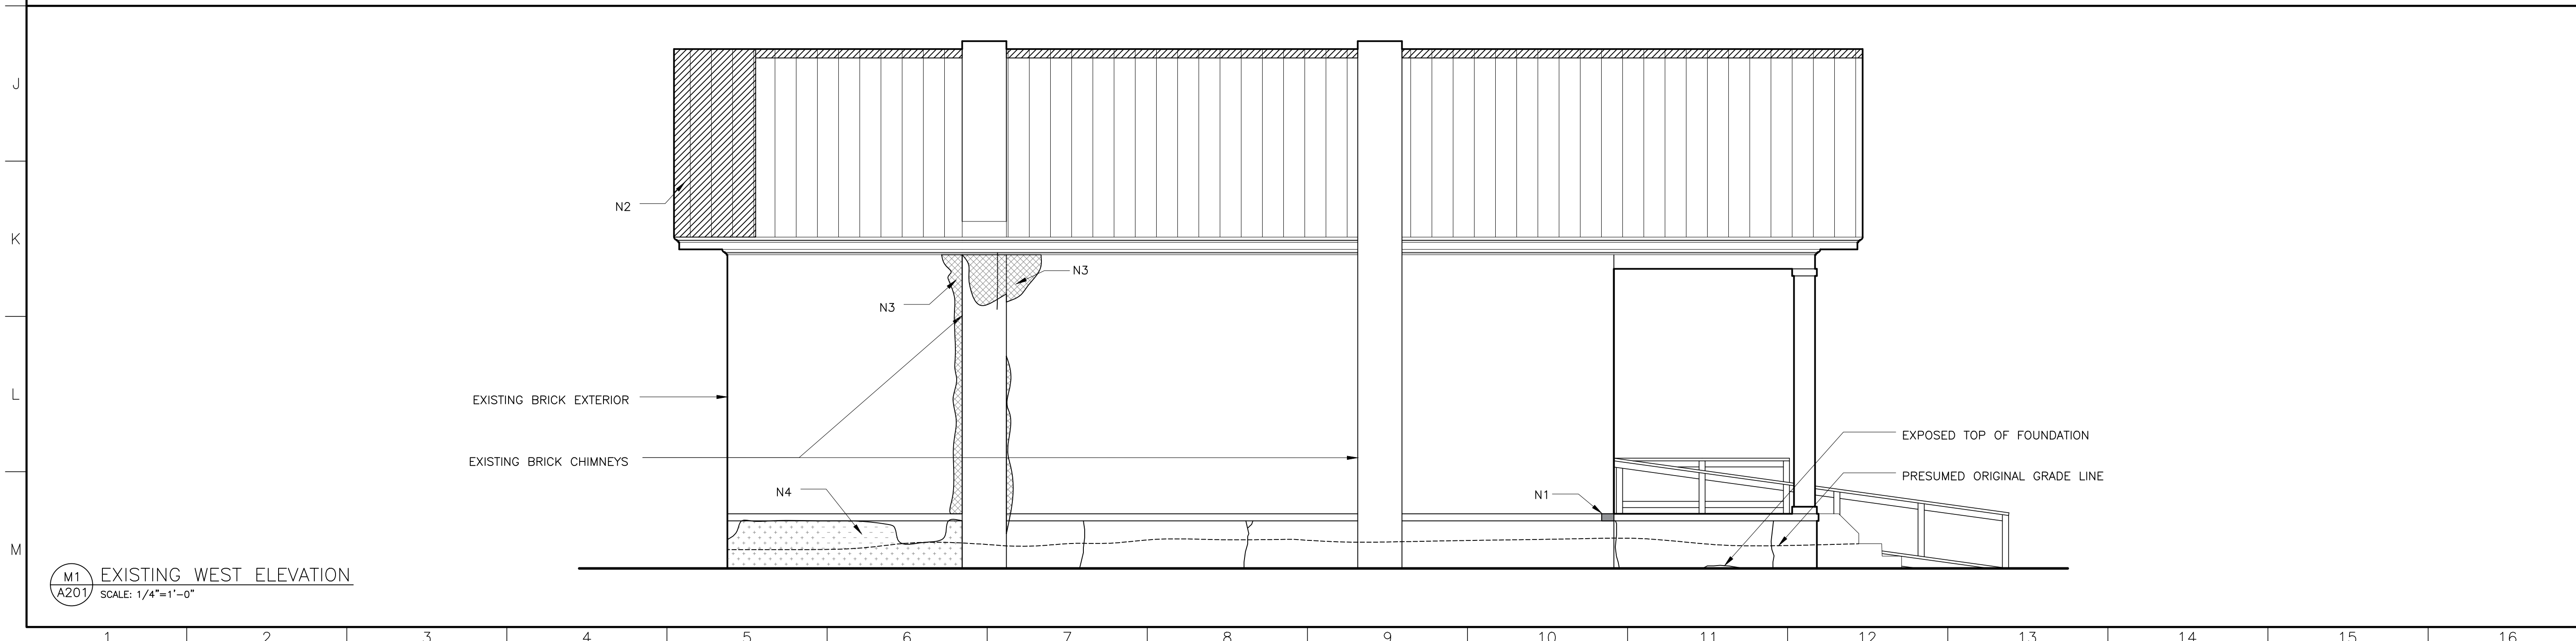 J
K
L
M
N2
N3
N3
EXISTING BRICK EXTERIOR
EXISTING BRICK CHIMNEYS
N4
N1
EXPOSED TOP OF FOUNDATION
PRESUMED ORIGINAL GRADE LINE
M1
A201
EXISTING WEST ELEVATION
SCALE: 1/4"=1'-0"
1 2 3 4 5 6 7 8 9 10 11 12 13 14 15 16